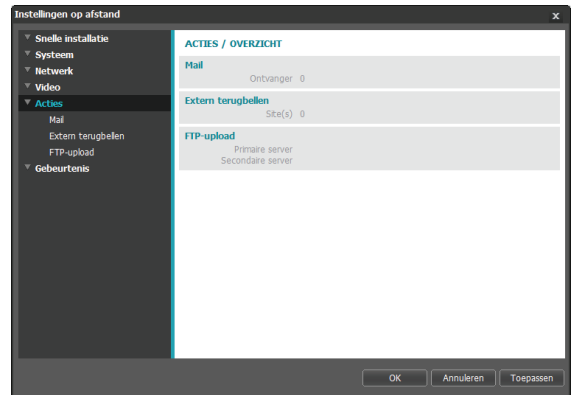 Instellingen op afstand x
Snelle installatie
Systeem
Netwerk
Video
Acties
Mail
Extern terugbellen
FTP-upload
Gebeurtenis
ACTIES / OVERZICHT
Mail
Ontvanger 0
Extern terugbellen
Site(s) 0
FTP-upload
Primaire server
Secondaire server
OK Annuleren Toepassen